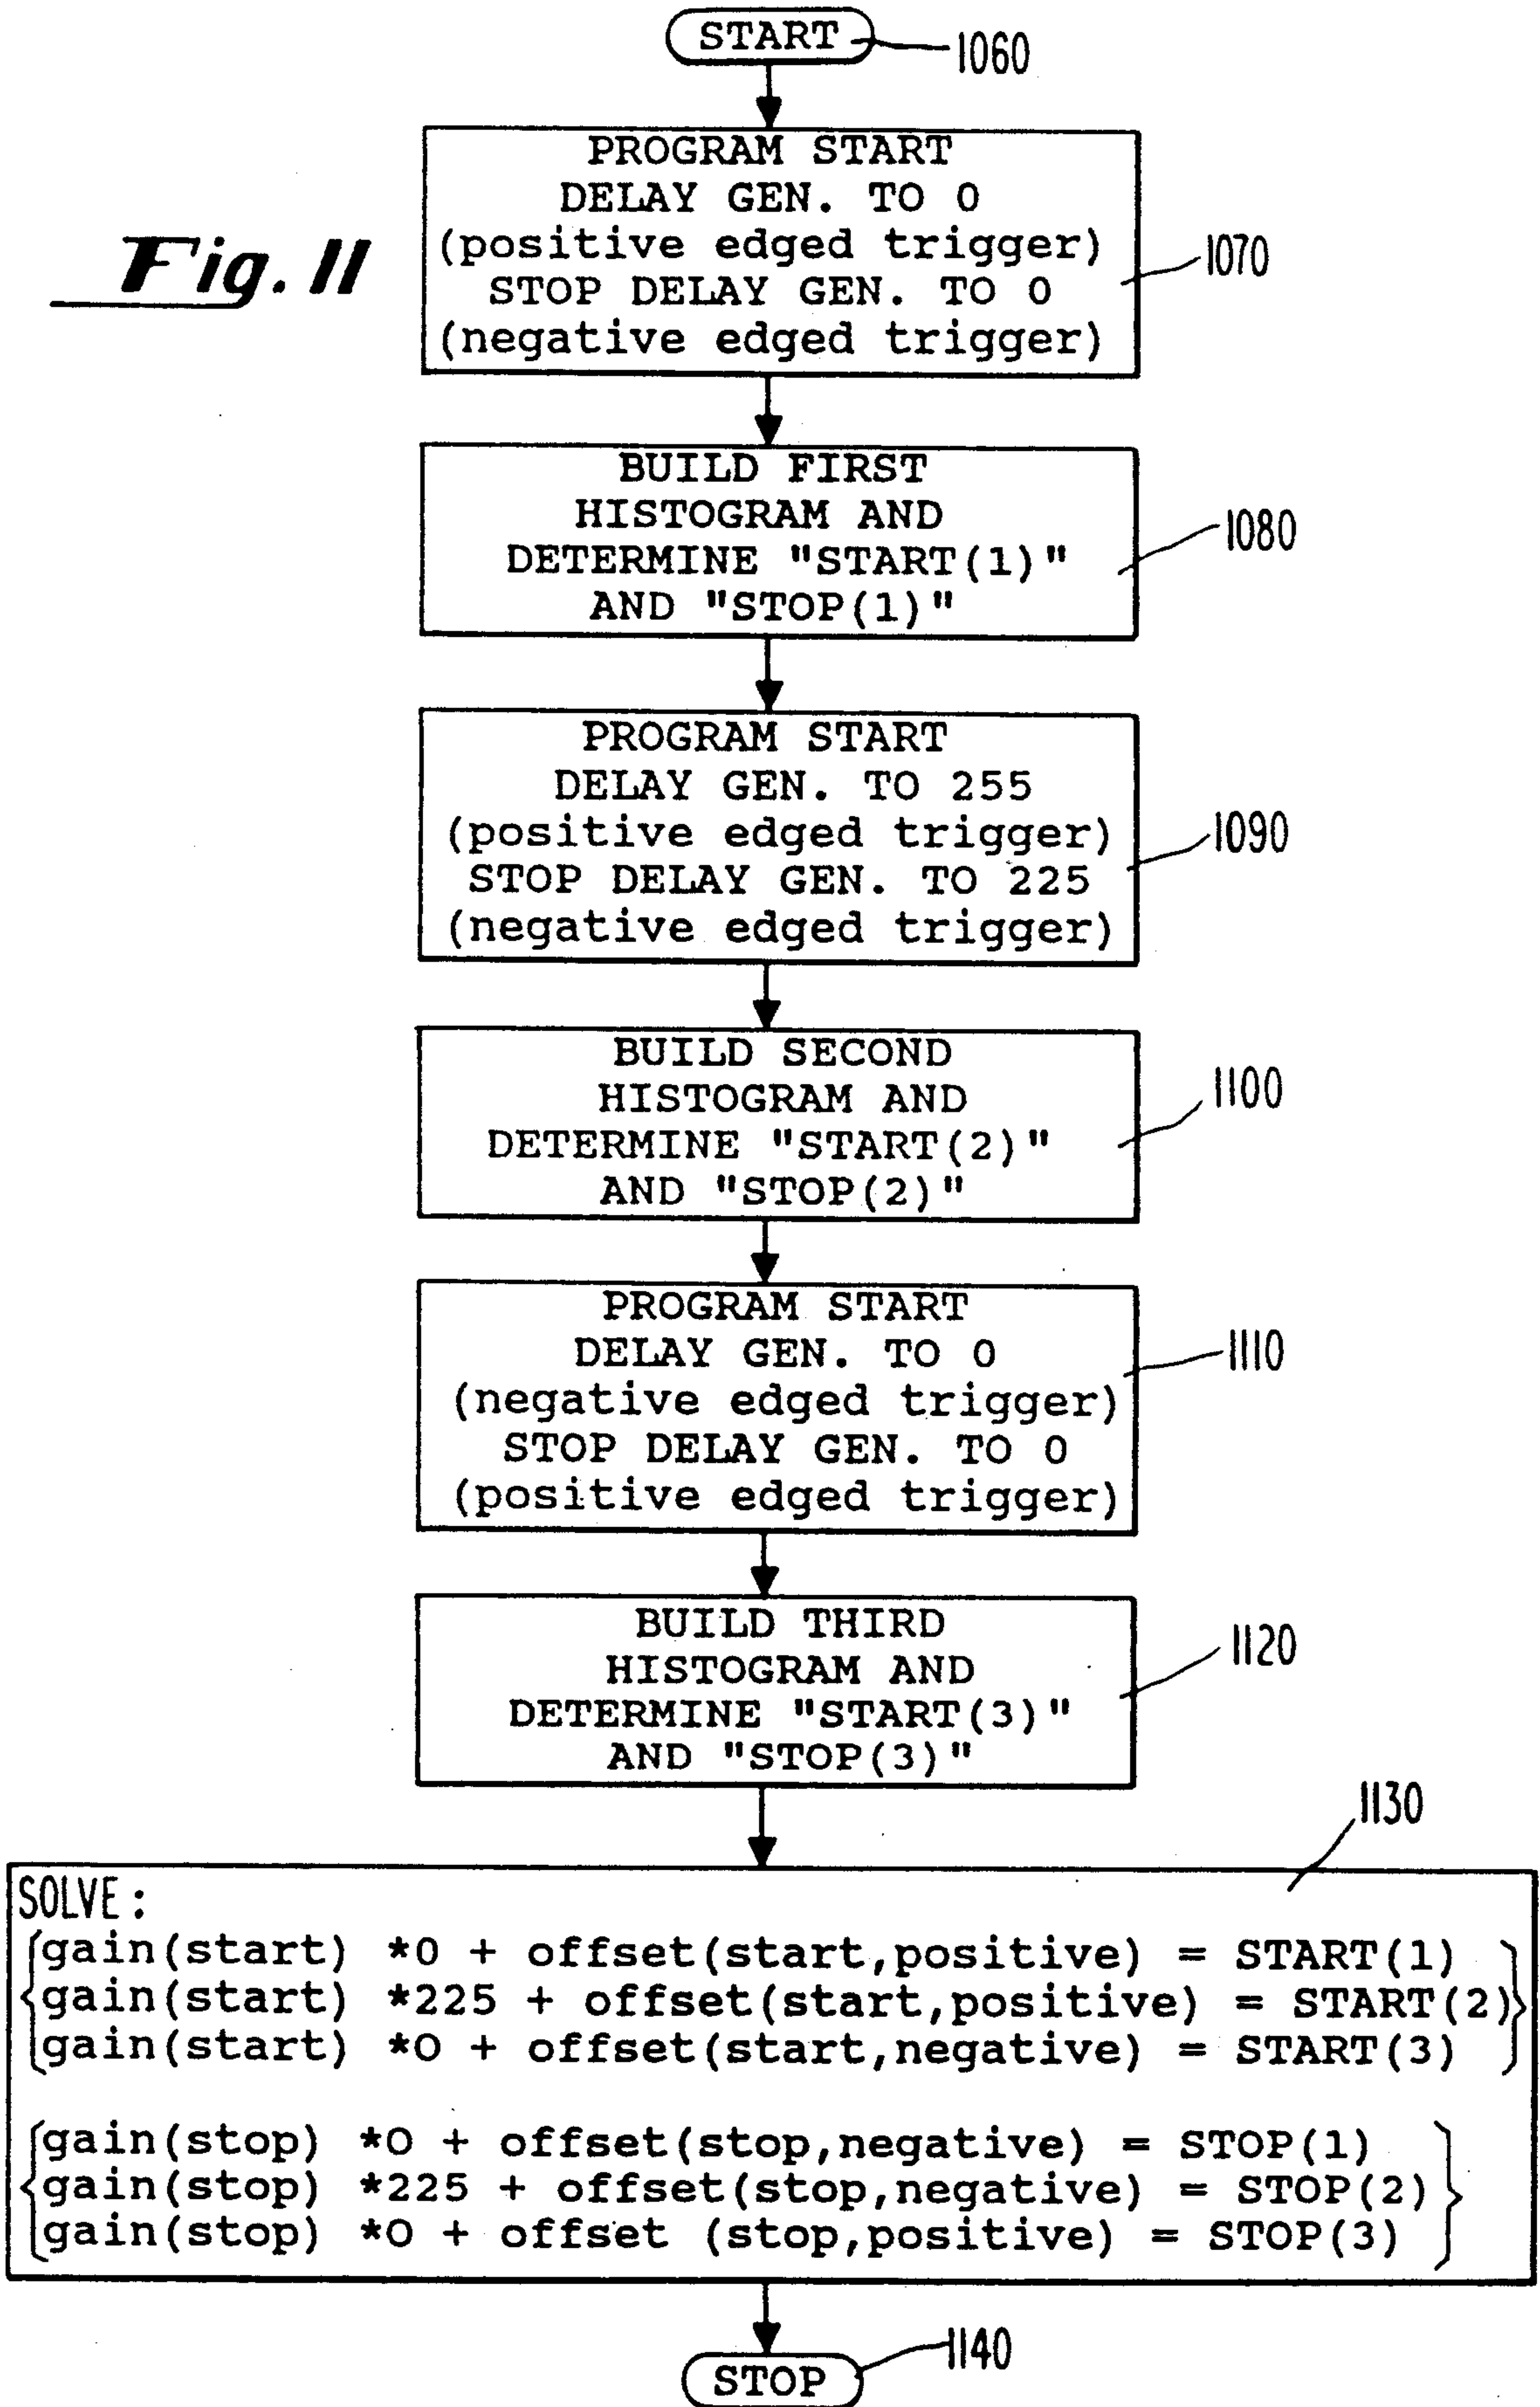 START
1060
Fig. 11
PROGRAM START
DELAY GEN. TO 0
(positive edged trigger)
STOP DELAY GEN. TO 0
(negative edged trigger)
1070
BUILD FIRST
HISTOGRAM AND
DETERMINE "START(1)"
AND "STOP(1)"
1080
PROGRAM START
DELAY GEN. TO 255
(positive edged trigger)
STOP DELAY GEN. TO 225
(negative edged trigger)
1090
BUILD SECOND
HISTOGRAM AND
DETERMINE "START(2)"
AND "STOP(2)"
1100
PROGRAM START
DELAY GEN. TO 0
(negative edged trigger)
STOP DELAY GEN. TO 0
(positive edged trigger)
1110
BUILD THIRD
HISTOGRAM AND
DETERMINE "START(3)"
AND "STOP(3)"
1120
1130
SOLVE:
gain(start) *0 + offset(start,positive) = START(1)
gain(start) *225 + offset(start,positive) = START(2)
gain(start) *0 + offset(start,negative) = START(3)
gain(stop) *0 + offset(stop,negative) = STOP(1)
gain(stop) *225 + offset(stop,negative) = STOP(2)
gain(stop) *0 + offset (stop,positive) = STOP(3)
STOP
1140